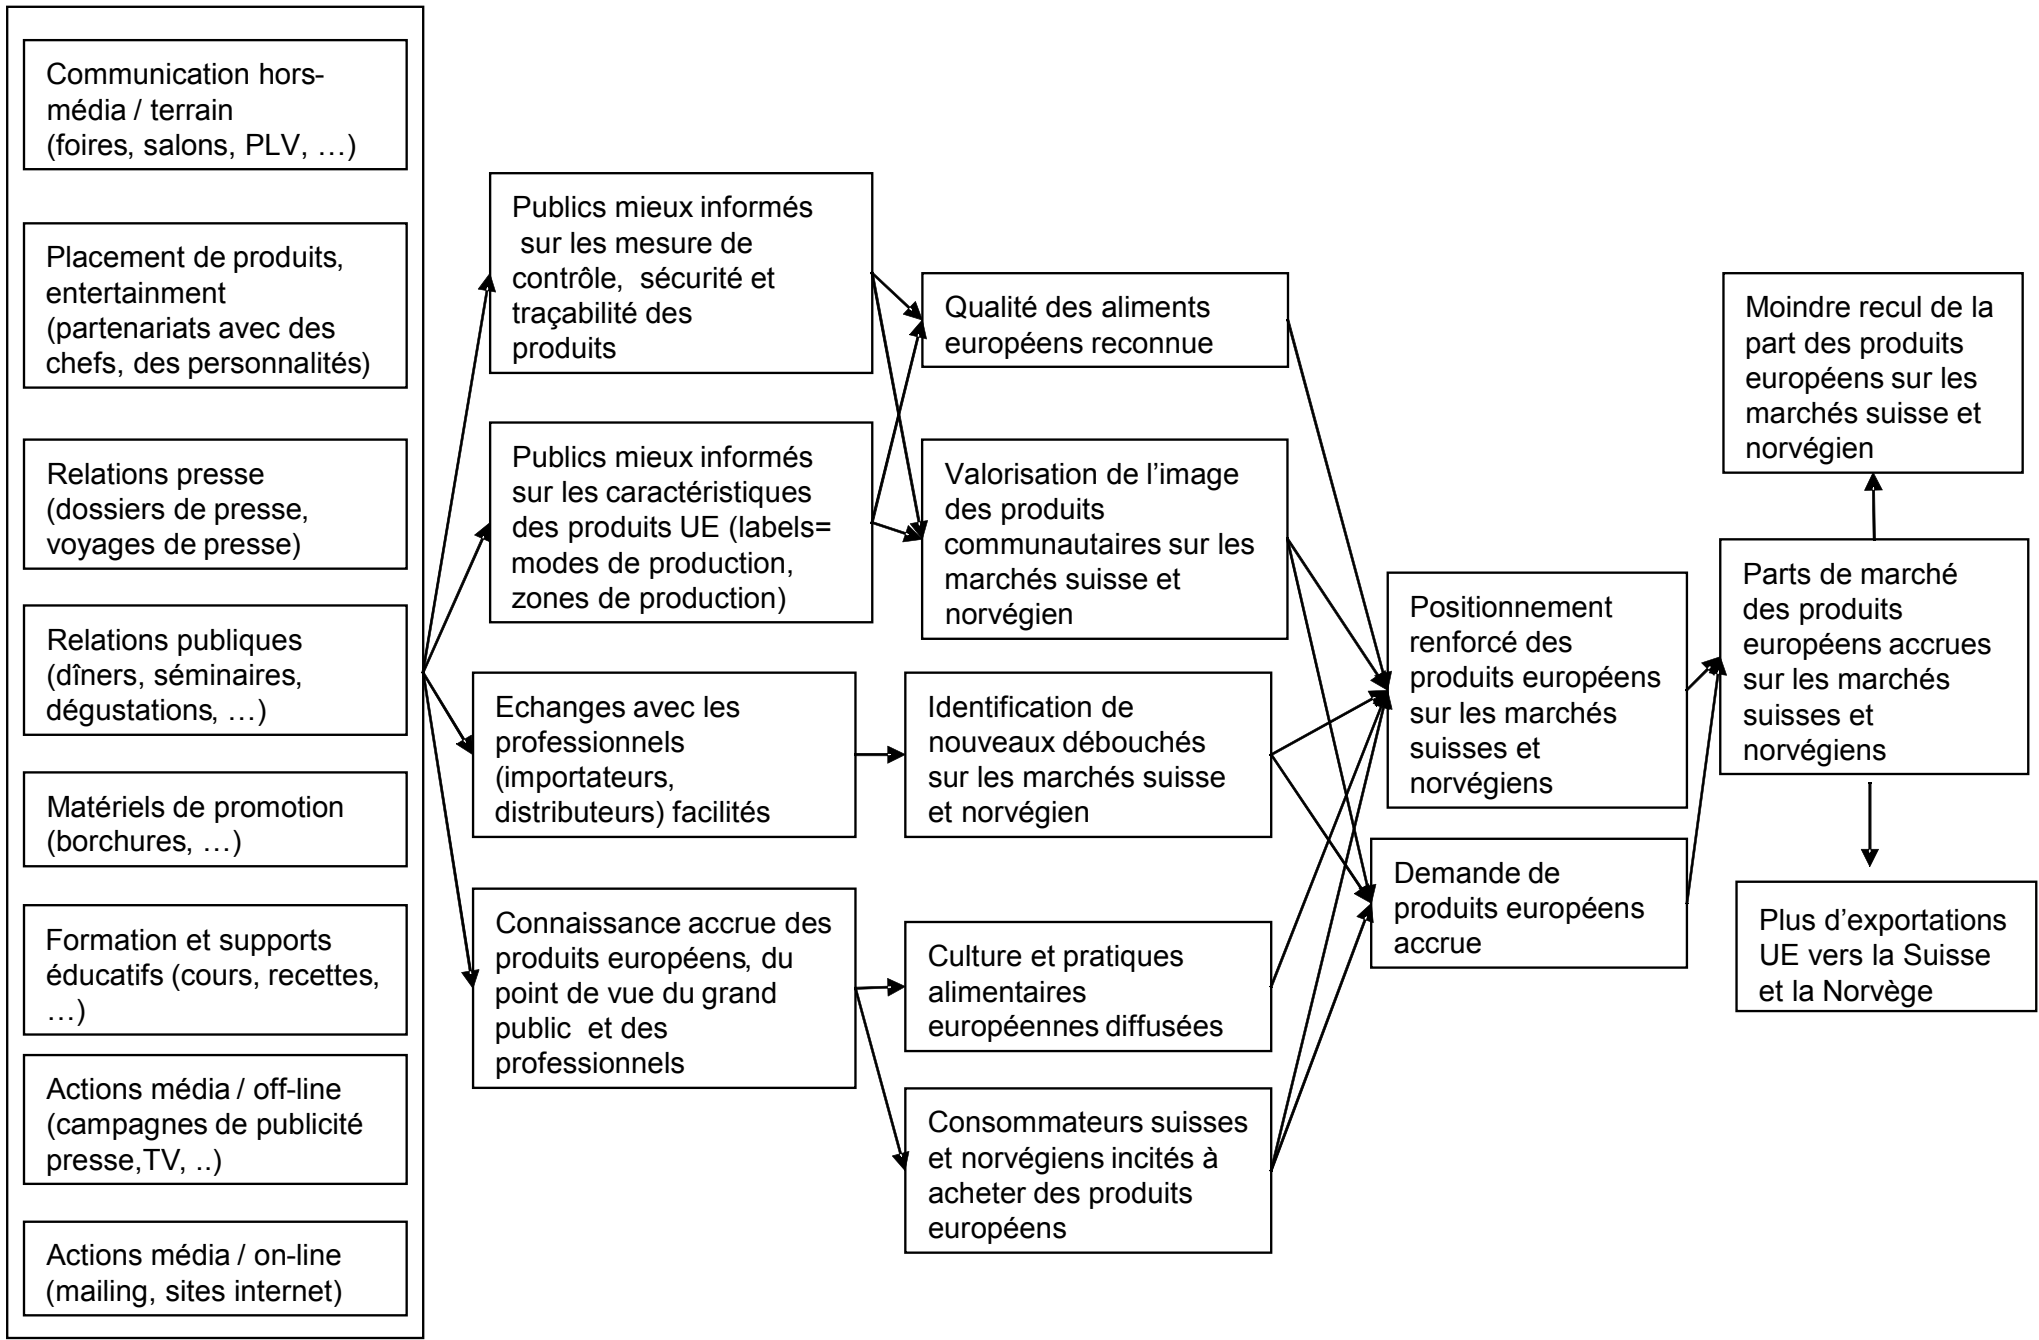 Communication hors-
média / terrain
(foires, salons, PLV, …)
Placement de produits,
entertainment
(partenariats avec des
chefs, des personnalités)
Relations presse
(dossiers de presse,
voyages de presse)
Relations publiques
(dîners, séminaires,
dégustations, …)
Matériels de promotion
(borchures, …)
Formation et supports
éducatifs (cours, recettes,
…)
Actions média / off-line
(campagnes de publicité
presse,TV, ..)
Actions média / on-line
(mailing, sites internet)
Publics mieux informés
sur les mesure de
contrôle, sécurité et
traçabilité des
produits
Publics mieux informés
sur les caractéristiques
des produits UE (labels=
modes de production,
zones de production)
Echanges avec les
professionnels
(importateurs,
distributeurs) facilités
Connaissance accrue des
produits européens, du
point de vue du grand
public et des
professionnels
Qualité des aliments
européens reconnue
Valorisation de l’image
des produits
communautaires sur les
marchés suisse et
norvégien
Identification de
nouveaux débouchés
sur les marchés suisse
et norvégien
Culture et pratiques
alimentaires
européennes diffusées
Consommateurs suisses
et norvégiens incités à
acheter des produits
européens
Positionnement
renforcé des
produits européens
sur les marchés
suisses et
norvégiens
Demande de
produits européens
accrue
Moindre recul de la
part des produits
européens sur les
marchés suisse et
norvégien
Parts de marché
des produits
européens accrues
sur les marchés
suisses et
norvégiens
Plus d’exportations
UE vers la Suisse
et la Norvège